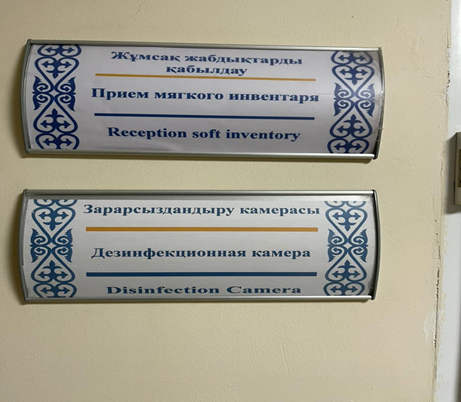 Жұмсақ жабдықтарды
қабылдау
Прием мягкого инвентаря
Reception soft inventory
Зарарсыздандыру камерасы
Дезинфекционная камера
Disinfection Camera